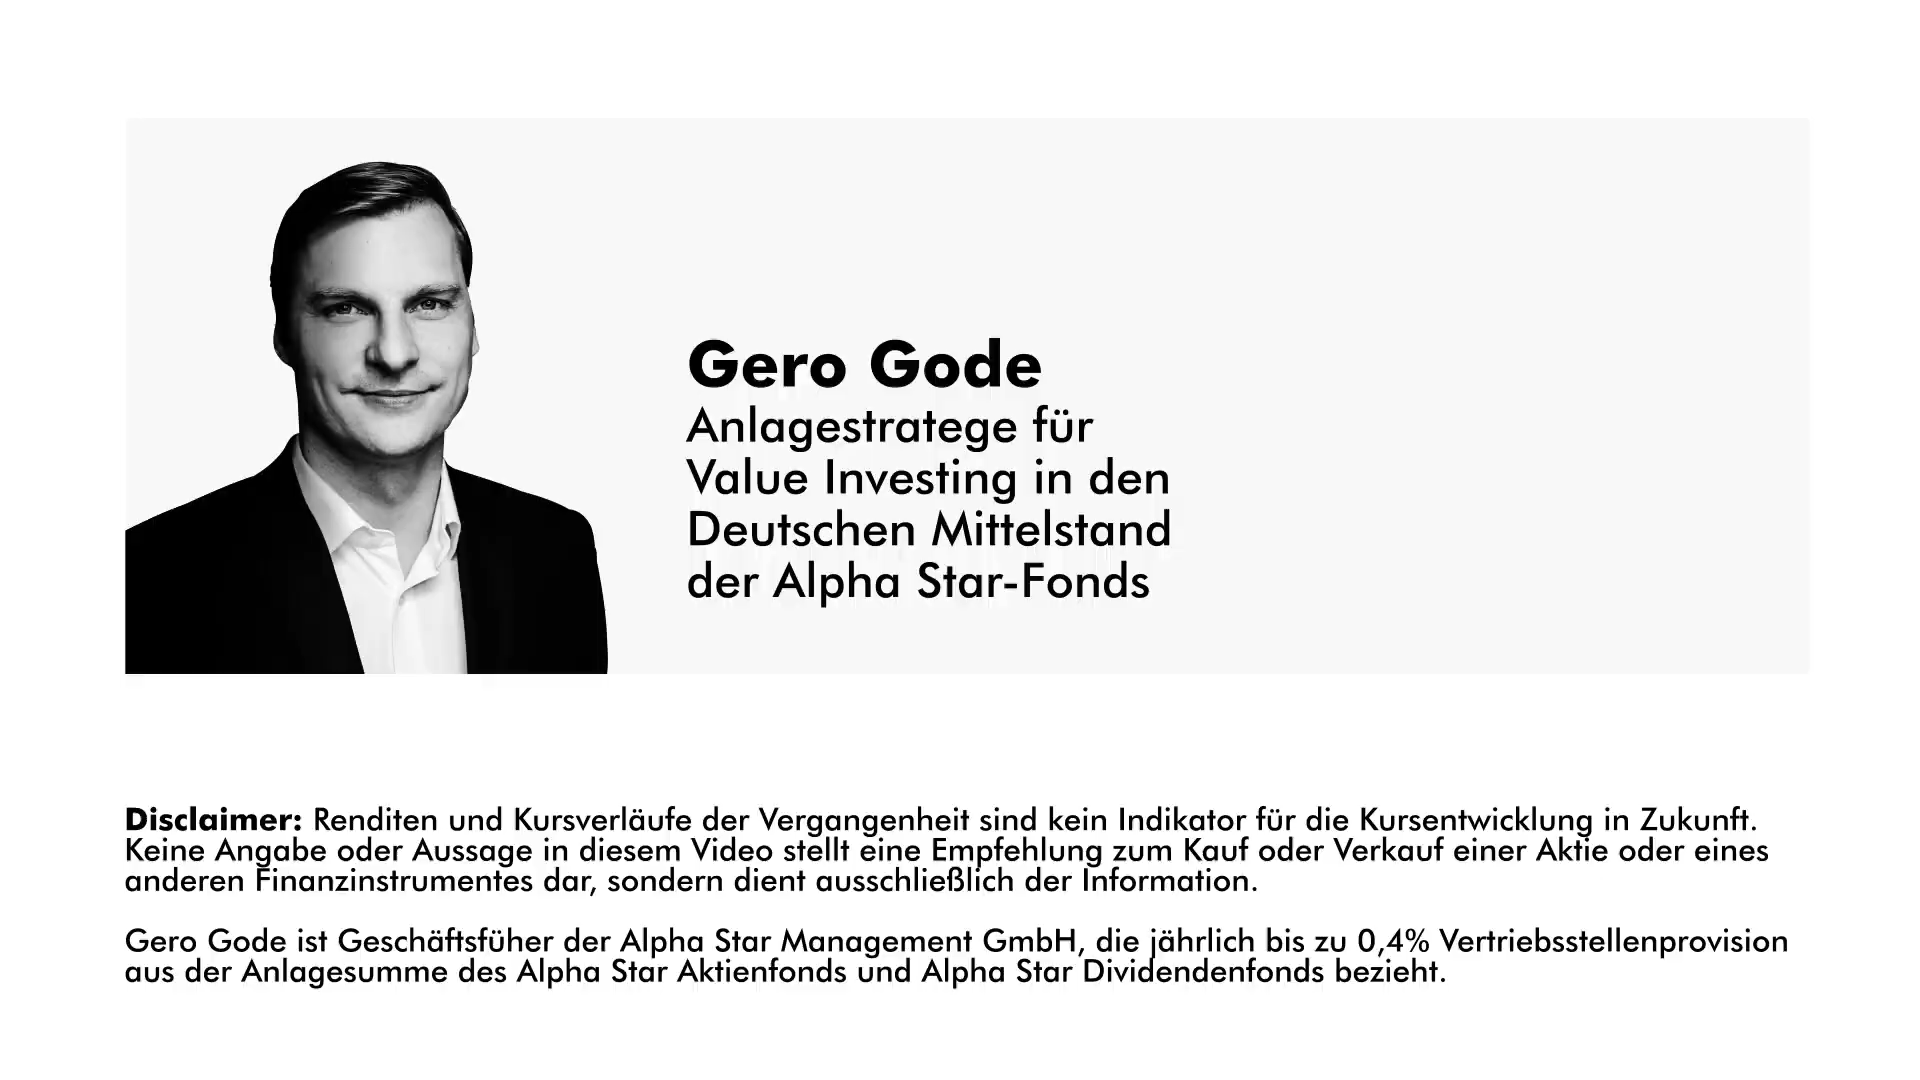 Gero Gode
Anlagestratege für
Value Investing in den
Deutschen Mittelstand
der Alpha Star-Fonds
Disclaimer: Renditen und Kursverläufe der Vergangenheit sind kein Indikator für die Kursentwicklung in Zukunft.
Keine Angabe oder Aussage in diesem Video stellt eine Empfehlung zum Kauf oder Verkauf einer Aktie oder eines
anderen Finanzinstrumentes dar, sondern dient ausschließlich der Information.
Gero Gode ist Geschäftsfüher der Alpha Star Management GmbH, die jährlich bis zu 0,4% Vertriebsstellenprovision
aus der Anlagesumme des Alpha Star Aktienfonds und Alpha Star Dividendenfonds bezieht.